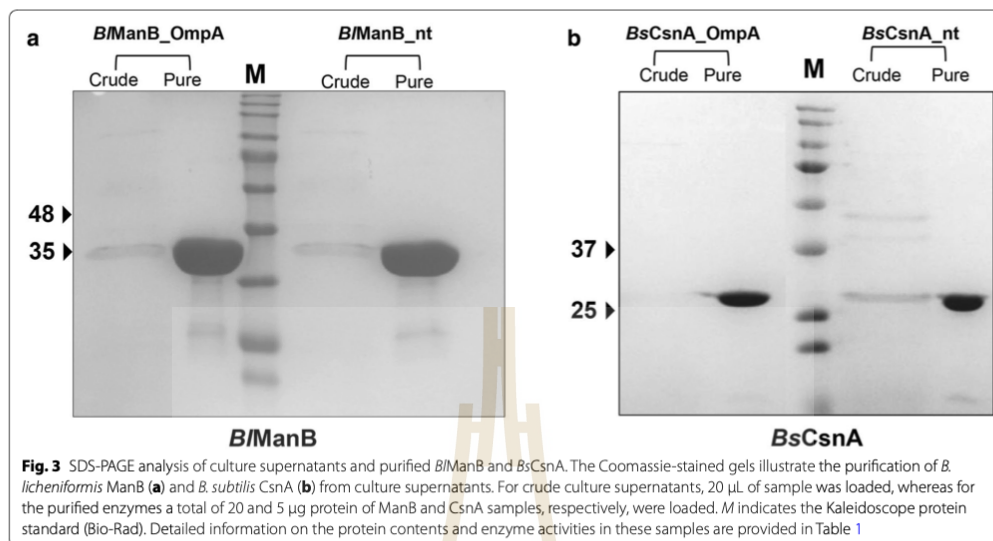 a
BlManB_OmpA BlManB_nt
Crude Pure M Crude Pure
48
35
BlManB
b
BsCsnA_OmpA BsCsnA_nt
Crude Pure M Crude Pure
37
25
BsCsnA
Fig. 3 SDS-PAGE analysis of culture supernatants and purified BlManB and BsCsnA. The Coomassie-stained gels illustrate the purification of B.
licheniformis ManB (a) and B. subtilis CsnA (b) from culture supernatants. For crude culture supernatants, 20 μL of sample was loaded, whereas for
the purified enzymes a total of 20 and 5 μg protein of ManB and CsnA samples, respectively, were loaded. M indicates the Kaleidoscope protein
standard (Bio-Rad). Detailed information on the protein contents and enzyme activities in these samples are provided in Table 1